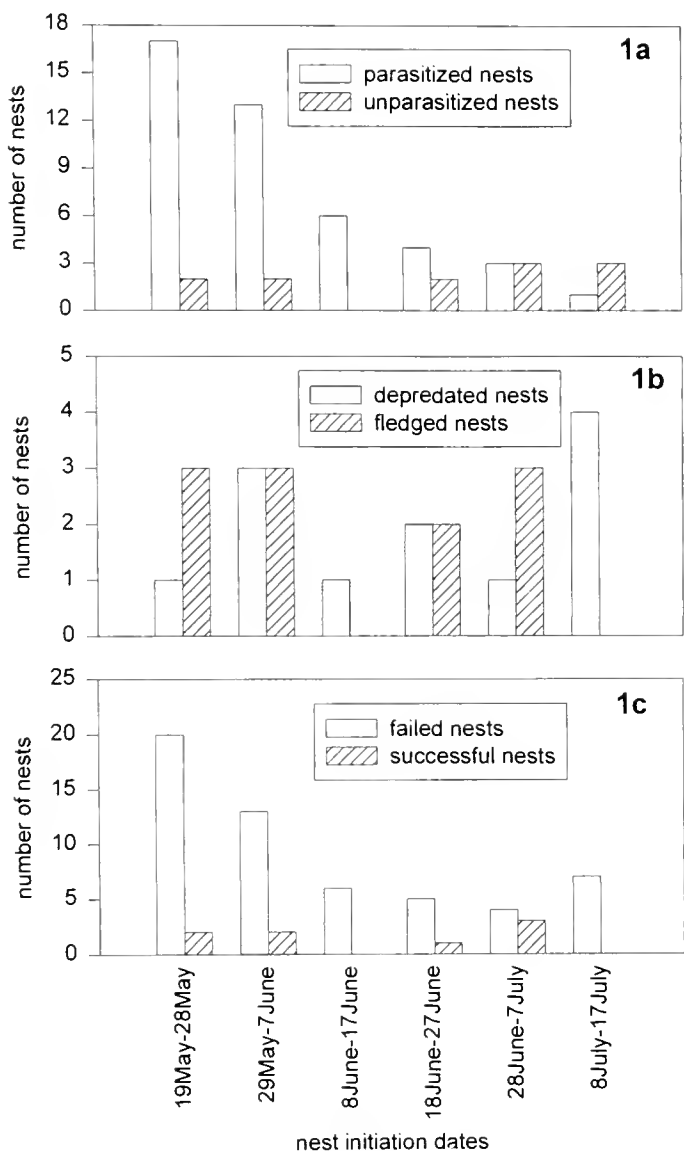 1a
18
15
12
9
6
3
0
number of nests
parasitized nests
unparasitized nests
1b
5
4
3
2
1
0
number of nests
depredated nests
fledged nests
1c
25
20
15
10
5
0
number of nests
failed nests
successful nests
19May-28May
29May-7June
8June-17June
18June-27June
28June-7July
8July-17July
nest initiation dates